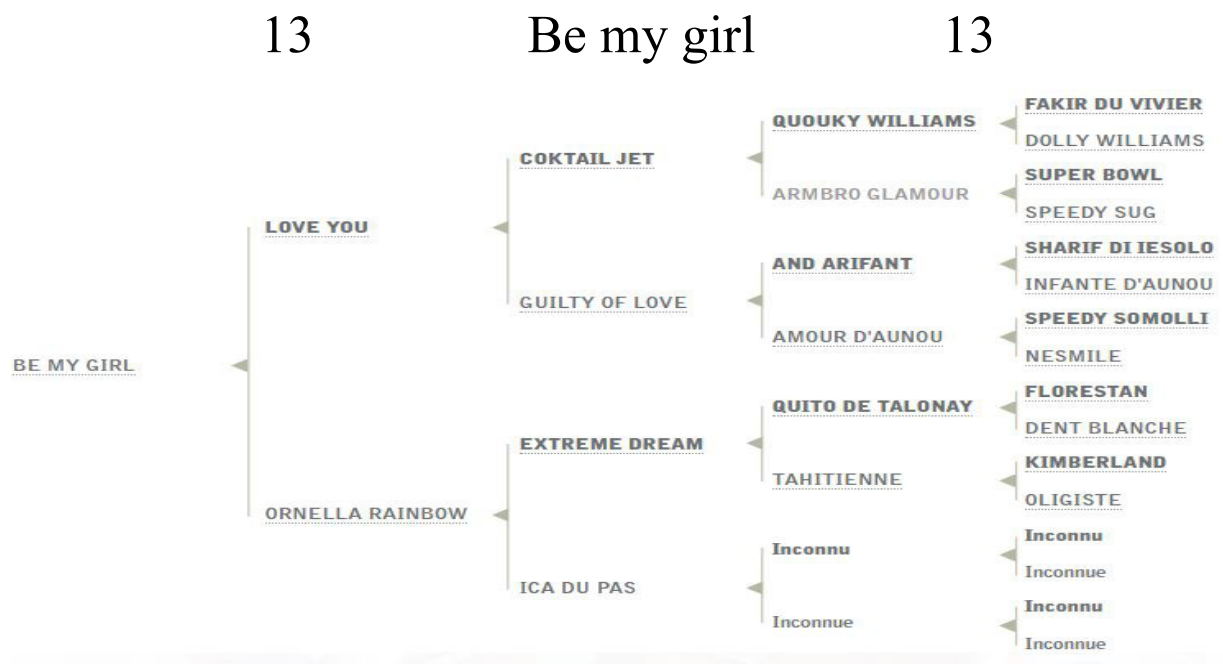 13 Be my girl 13
FAKIR DU VIVIER
QUOUKY WILLIAMS
DOLLY WILLIAMS
COKTAIL JET
SUPER BOWL
ARMBRO GLAMOUR
SPEEDY SUG
LOVE YOU
SHARIF DI IESOLO
AND ARIFANT
INFANTE D'AUNOU
GUILTY OF LOVE
SPEEDY SOMOLLI
AMOUR D'AUNOU
NESMILE
BE MY GIRL
FLORESTAN
QUITO DE TALONAY
DENT BLANCHE
EXTREME DREAM
KIMBERLAND
TAHITIENNE
OLIGISTE
ORNELLA RAINBOW
Inconnu
Inconnu
Inconnue
ICA DU PAS
Inconnu
Inconnue
Inconnue